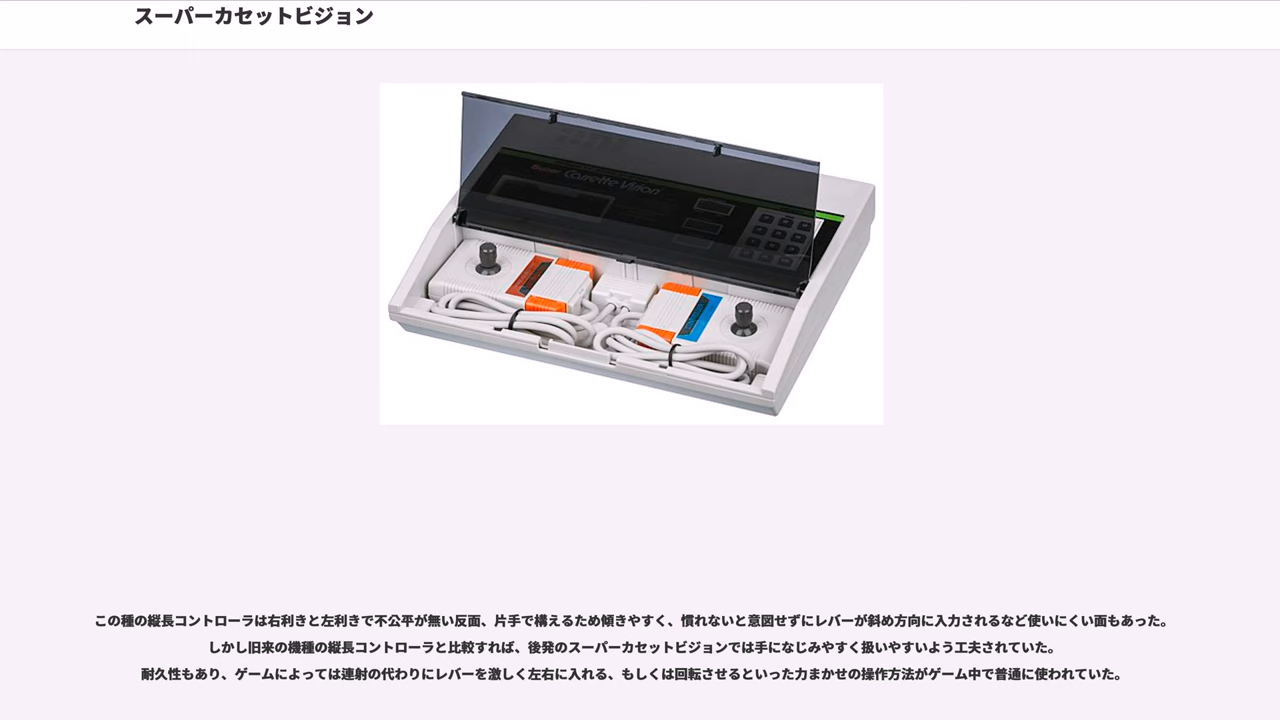 スーパーカセットビジョン
Cassette Vision
この種の縦長コントローラは右利きと左利きで不公平が無い反面、片手で構えるため傾きやすく、慣れないと意図せずにレバーが斜め方向に入力されるなど使いにくい面もあった。
しかし旧来の機種の縦長コントローラと比較すれば、後発のスーパーカセットビジョンでは手になじみやすく扱いやすいよう工夫されていた。
耐久性もあり、ゲームによっては連射の代わりにレバーを激しく左右に入れる、もしくは回転させるといった力まかせの操作方法がゲーム中で普通に使われていた。